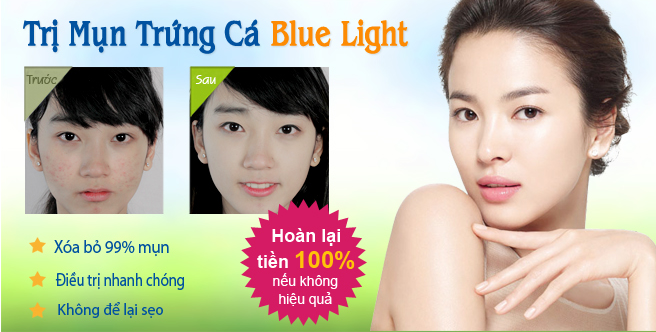 Trị Mụn Trứng Cá Blue Light
Trước
Sau
Xóa bỏ 99% mụn
Điều trị nhanh chóng
Không để lại sẹo
Hoàn lại
tiền 100%
nếu không
hiệu quả